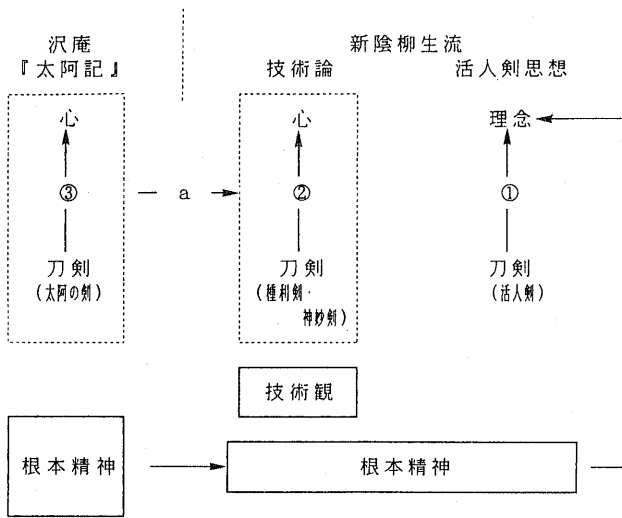 沢庵
『太阿記』
新陰柳生流
技術論
活人剣思想
心
心
理念
③
a
②
①
刀剣
(太阿の剣)
刀剣
(種利剣・
神妙剣)
刀剣
(活人剣)
技術観
根本精神
根本精神